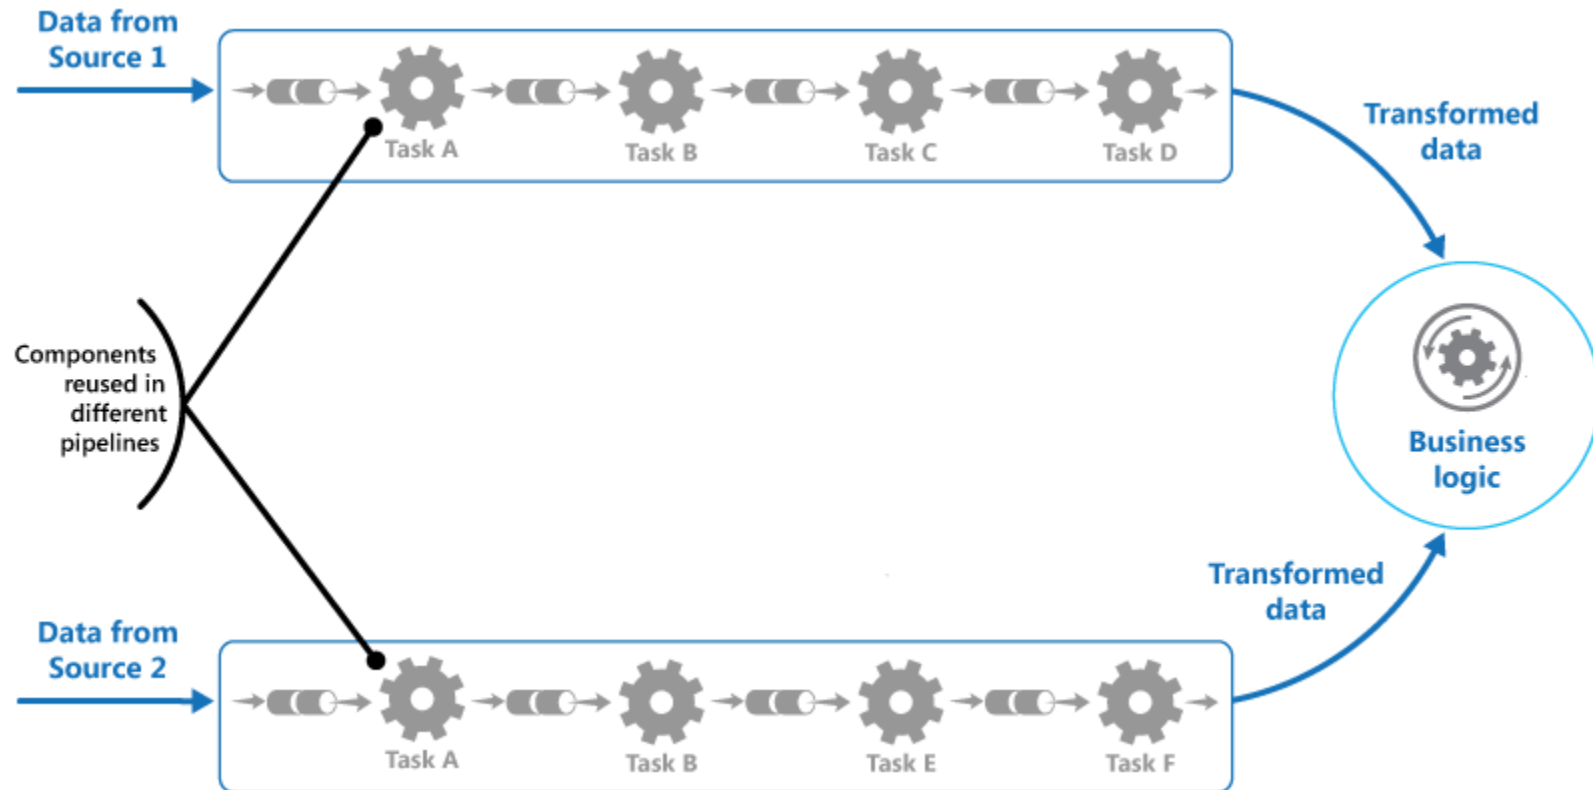 Data from
Source 1
Task A
Task B
Task C
Task D
Transformed
data
Components
reused in
different
pipelines
Business
logic
Transformed
data
Data from
Source 2
Task A
Task B
Task E
Task F